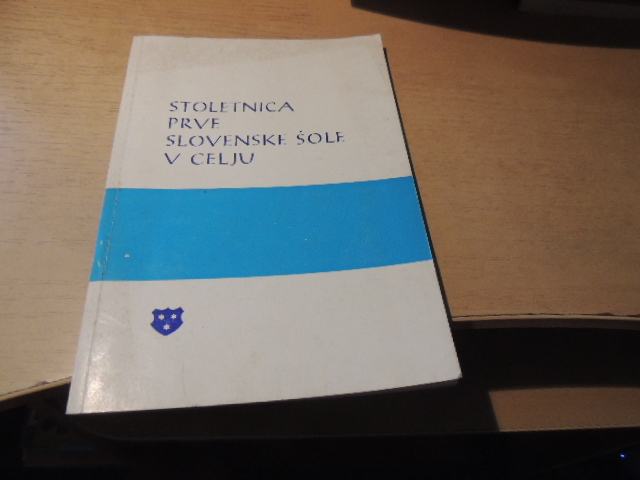 STOLETNICA
PRVE
SLOVENSKE ŠOLE
V CELJU